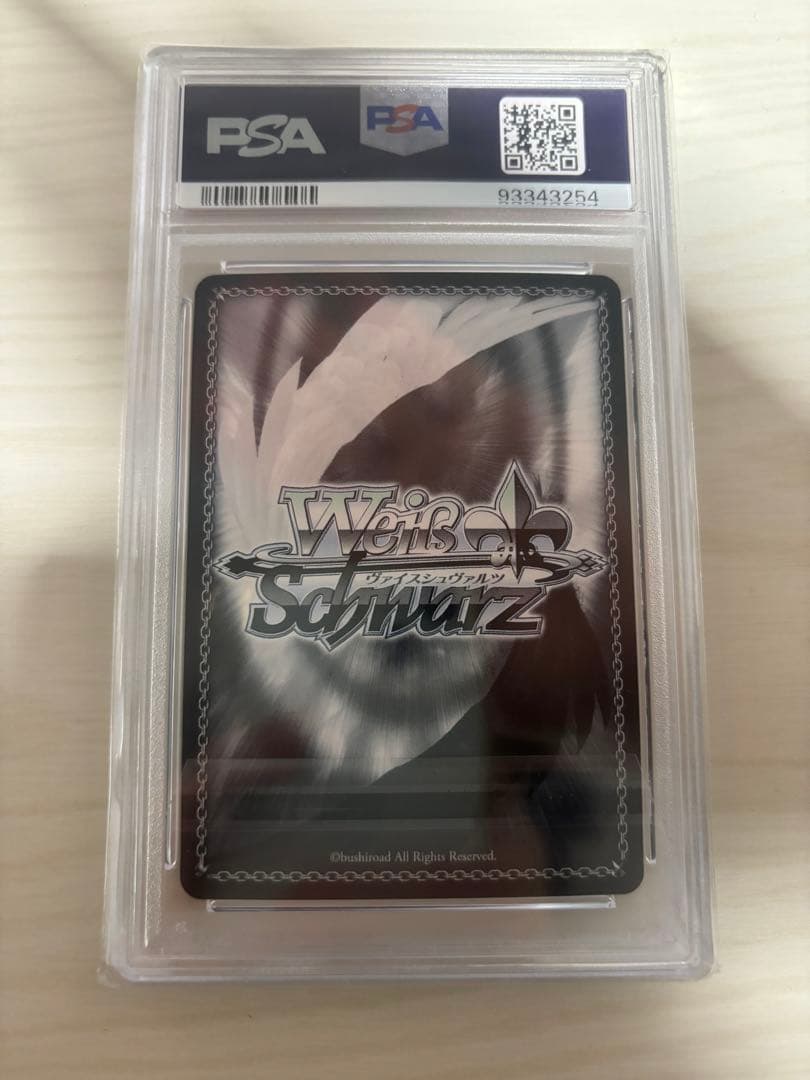 PSA
PSA
93343254
Weiß
ヴァイスシュヴァルツ
Schwarz
©bushiroad All Rights Reserved.